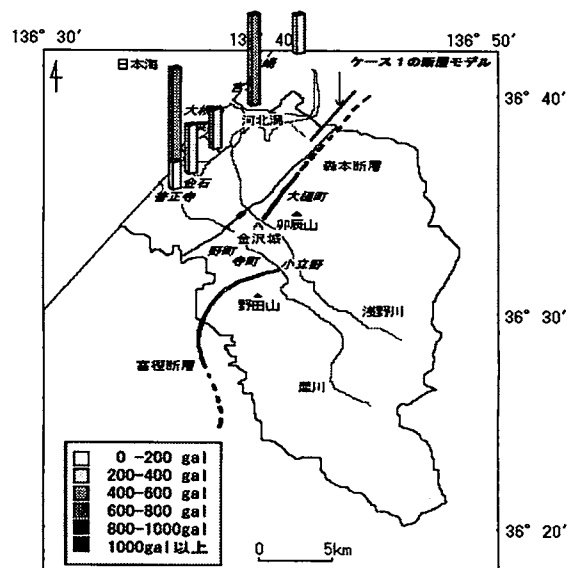 136° 30'
40'
136° 50'
日本海
ケース1の断層モデル
36° 40'
大
河北潟
森本断層
金石
普正寺
大樋町
卯辰山
金沢城
野町
寺町
小立野
野田山
浅野川
36° 30'
富樫断層
犀川
0 -200 gal
200-400 gal
400-600 gal
600-800 gal
800-1000gal
1000gal以上
0
5km
36° 20'